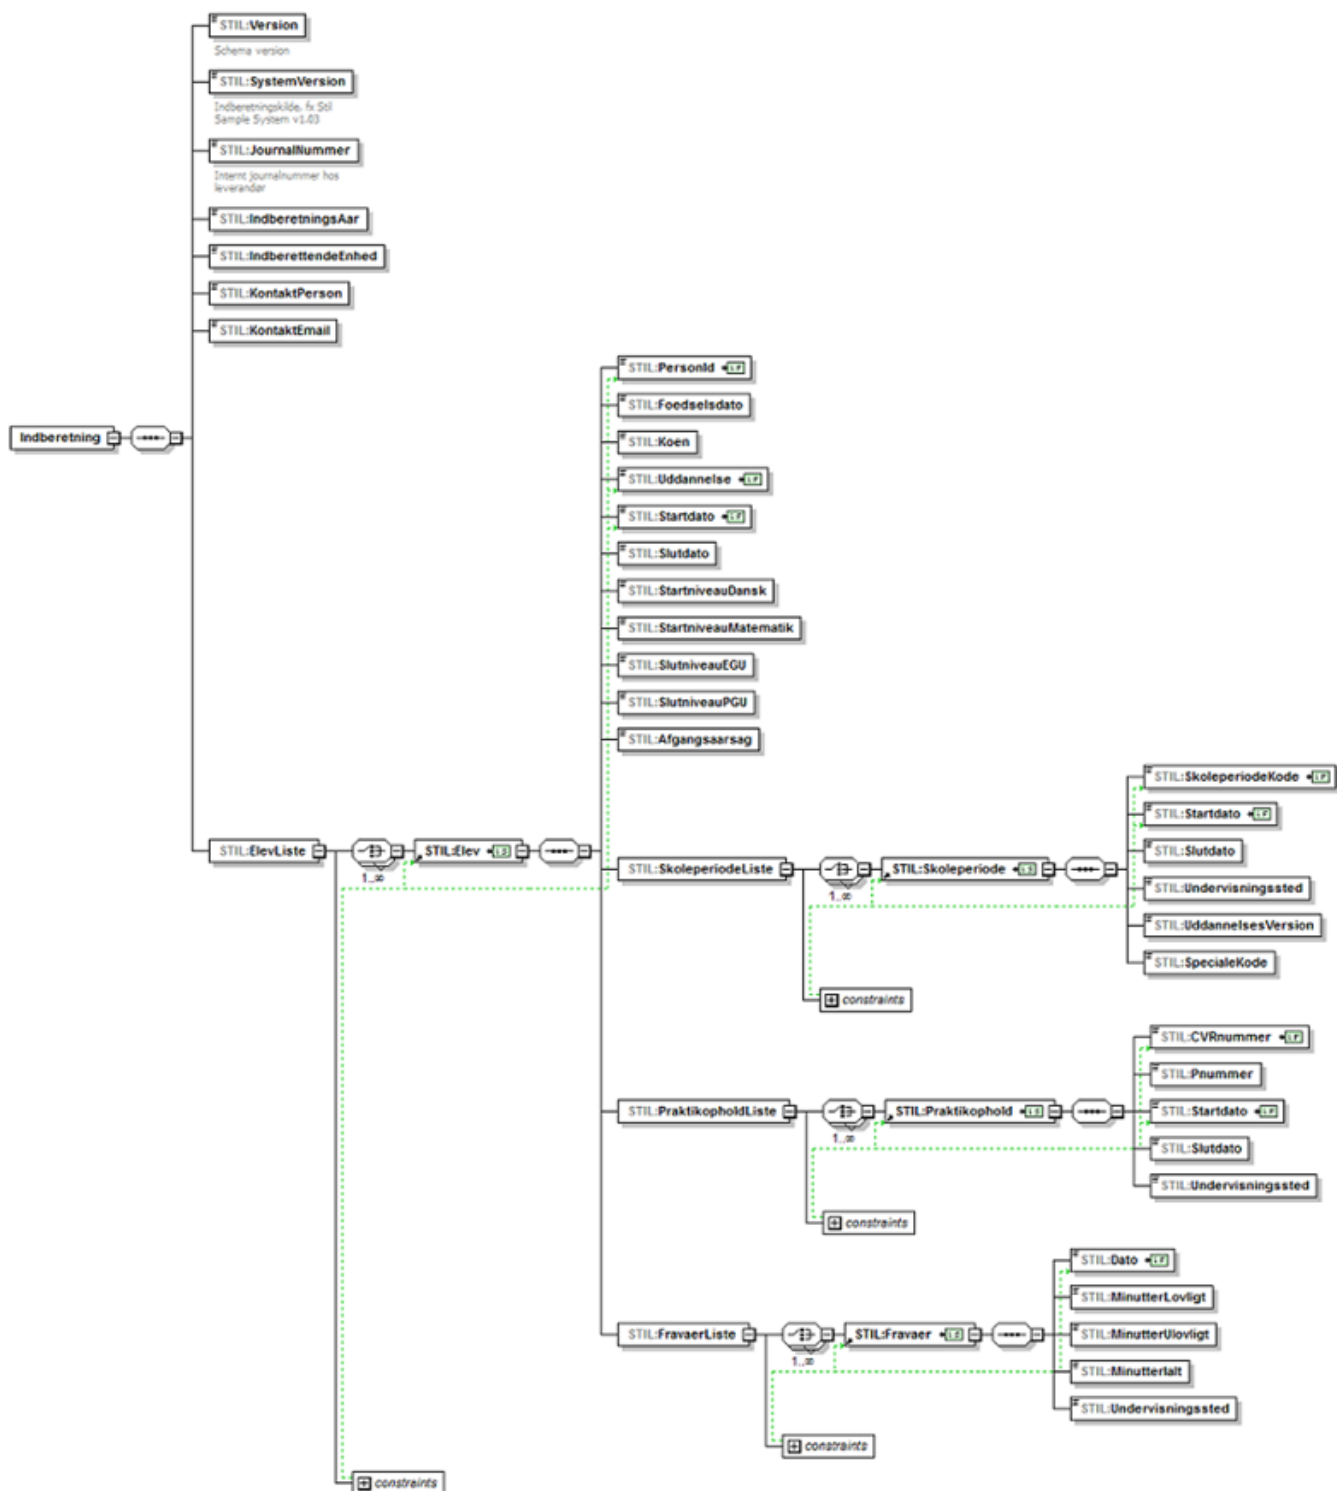 STIL:Version
Schema version
STIL:SystemVersion
Indberetningskilde, fx Stil
Sample System v1.03
STIL:JournalNummer
Internt journalnummer hos
leverandør
STIL:IndberetningsAar
STIL:IndberettendeEnhed
STIL:KontaktPerson
STIL:KontaktEmail
Indberetning
STIL:ElevListe
1..∞
STIL:Elev
STIL:PersonId
STIL:Foedselsdato
STIL:Koen
STIL:Uddannelse
STIL:Startdato
STIL:Slutdato
STIL:StartniveauDansk
STIL:StartniveauMatematik
STIL:SlutniveauEGU
STIL:SlutniveauPGU
STIL:Afgangsaarsag
STIL:SkoleperiodeListe
1..∞
STIL:Skoleperiode
STIL:SkoleperiodeKode
STIL:Startdato
STIL:Slutdato
STIL:Undervisningssted
STIL:UddannelsesVersion
STIL:SpecialeKode
constraints
STIL:PraktikopholdListe
1..∞
STIL:Praktikophold
STIL:CVRnummer
STIL:Pnummer
STIL:Startdato
STIL:Slutdato
STIL:Undervisningssted
constraints
STIL:FravaerListe
1..∞
STIL:Fravaer
STIL:Dato
STIL:MinutterLovligt
STIL:MinutterUlovligt
STIL:MinutterIalt
STIL:Undervisningssted
constraints
constraints